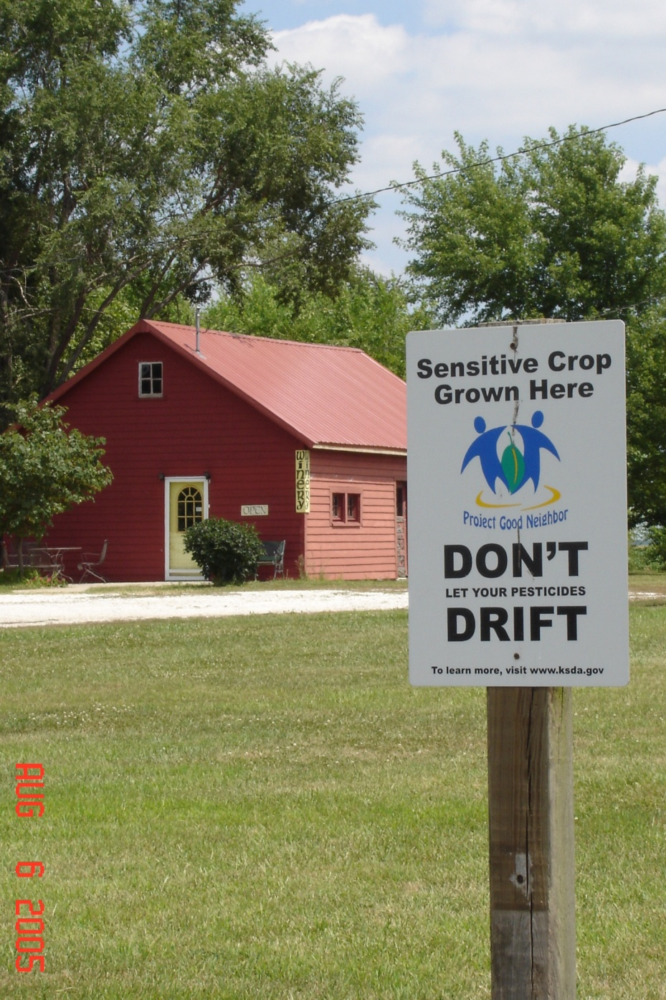 Sensitive Crop
Grown Here
Project Good Neighbor
DON'T
LET YOUR PESTICIDES
DRIFT
To learn more, visit www.ksda.gov
winery
winery
OPEN
AUG 6 2005